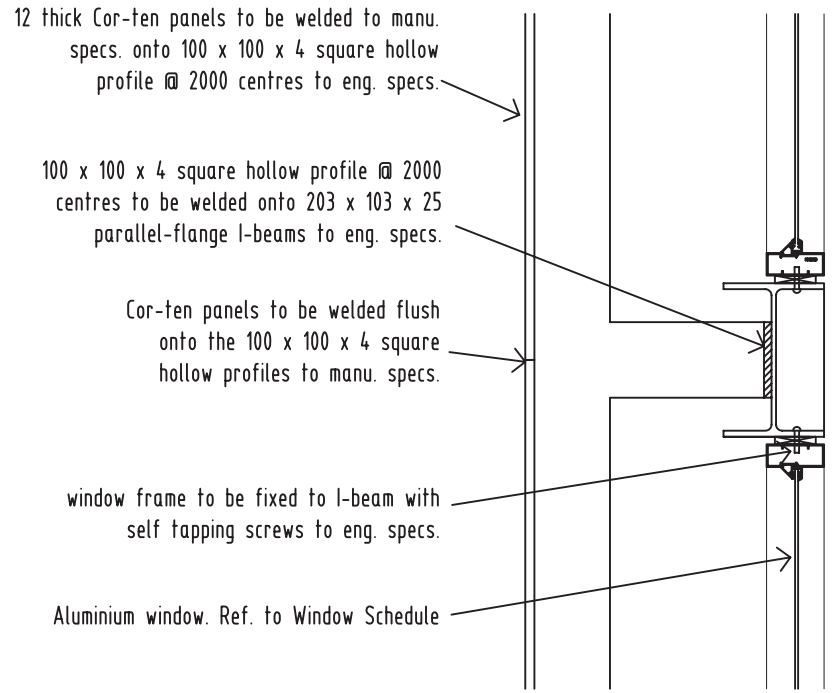 12 thick Cor-ten panels to be welded to manu.
specs. onto 100 x 100 x 4 square hollow
profile @ 2000 centres to eng. specs.
100 x 100 x 4 square hollow profile @ 2000
centres to be welded onto 203 x 103 x 25
parallel-flange I-beams to eng. specs.
Cor-ten panels to be welded flush
onto the 100 x 100 x 4 square
hollow profiles to manu. specs.
window frame to be fixed to I-beam with
self tapping screws to eng. specs.
Aluminium window. Ref. to Window Schedule